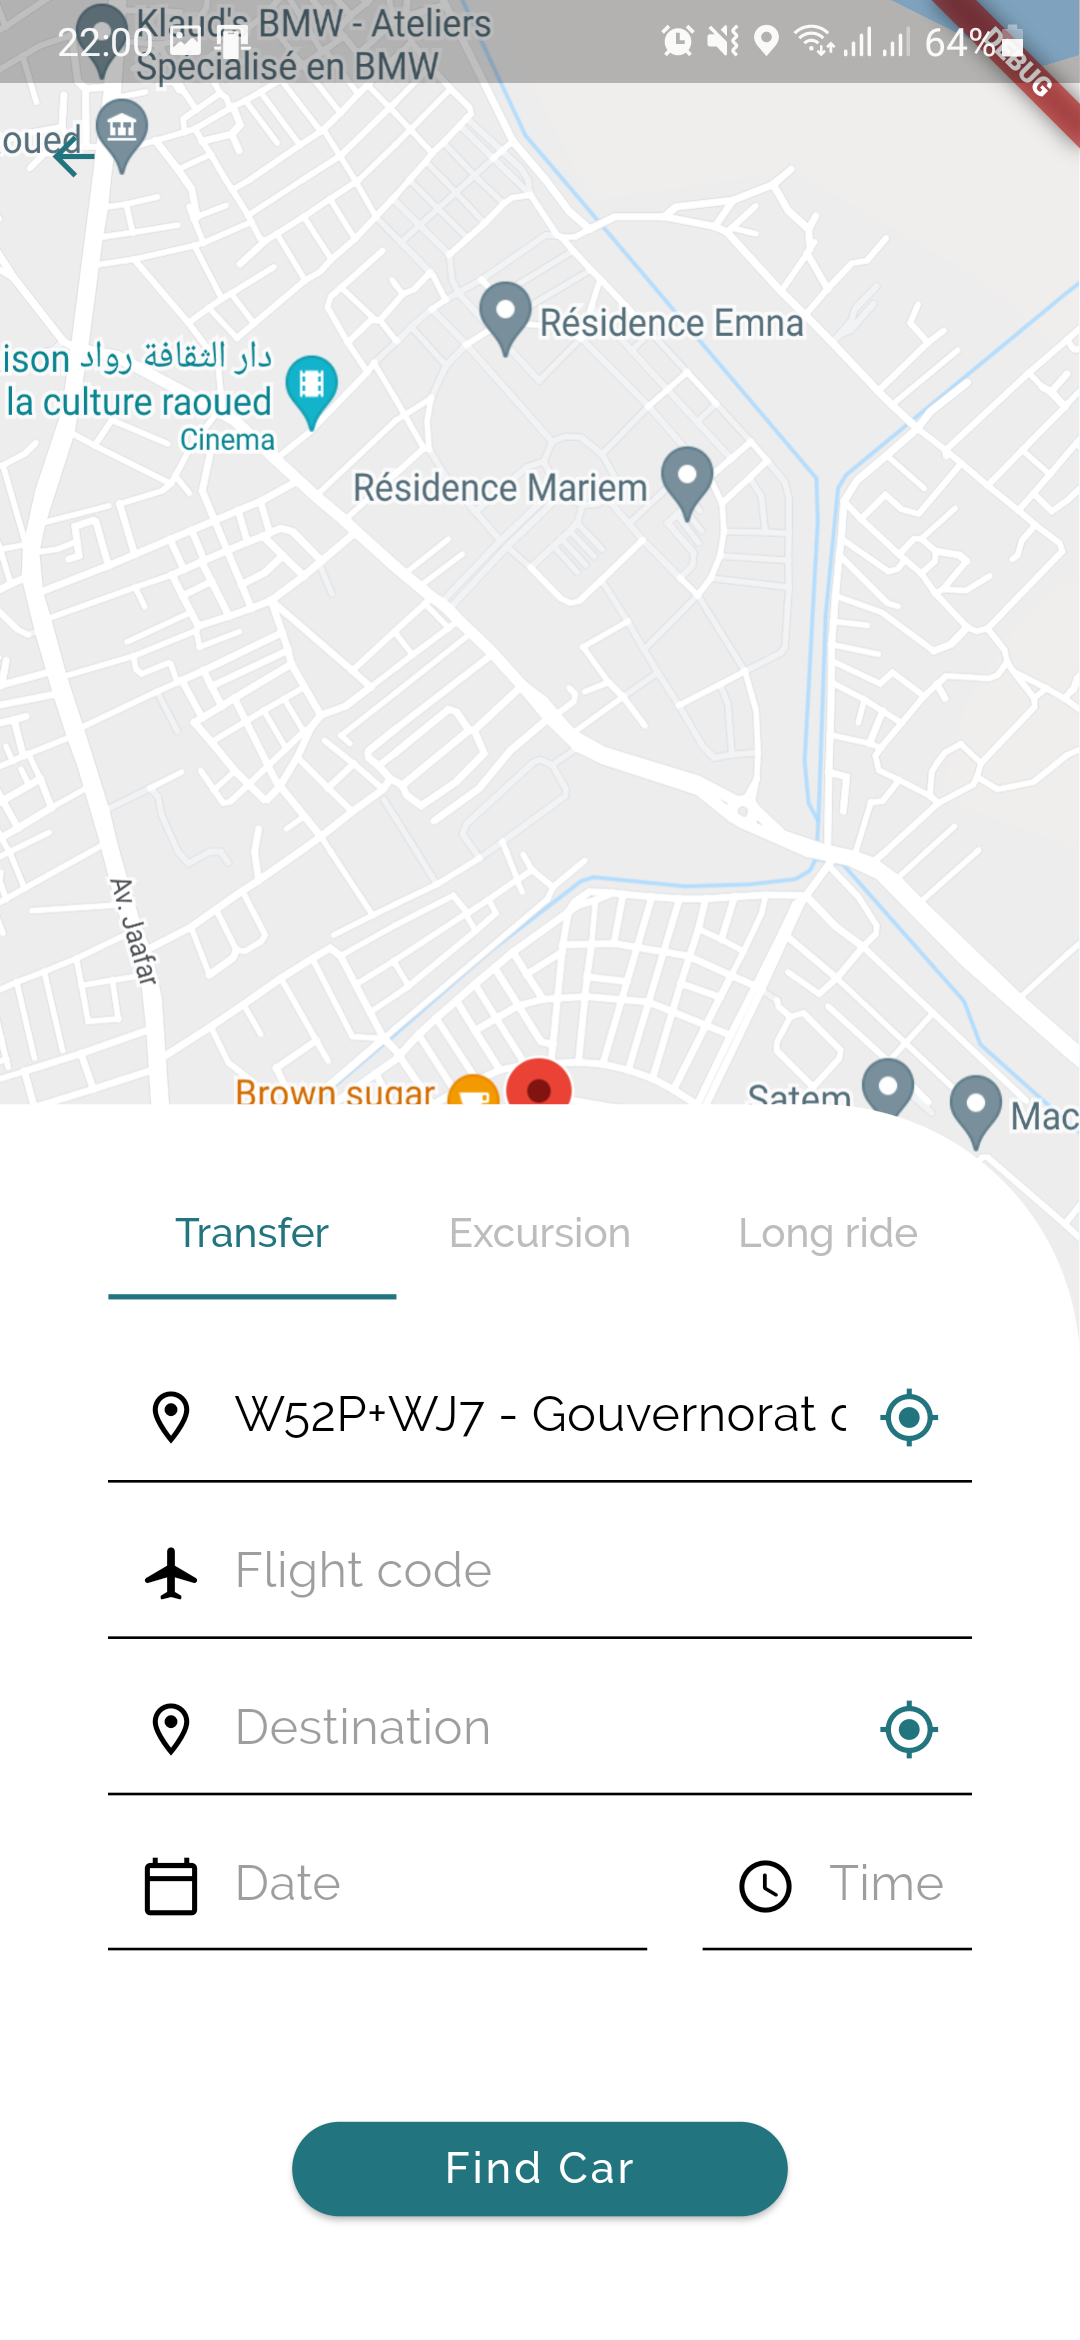 Klaud's BMW - Ateliers
22:00
64%
Spécialisé en BMW
DEBUG
oued
Résidence Emna
ison دار الثقافة رواد
la culture raoued
Cinema
Résidence Mariem
Av. Jaafar
Brown sugar
Satem
Mac
Transfer
Excursion
Long ride
W52P+WJ7 - Gouvernorat
Flight code
Destination
Date
Time
Find Car